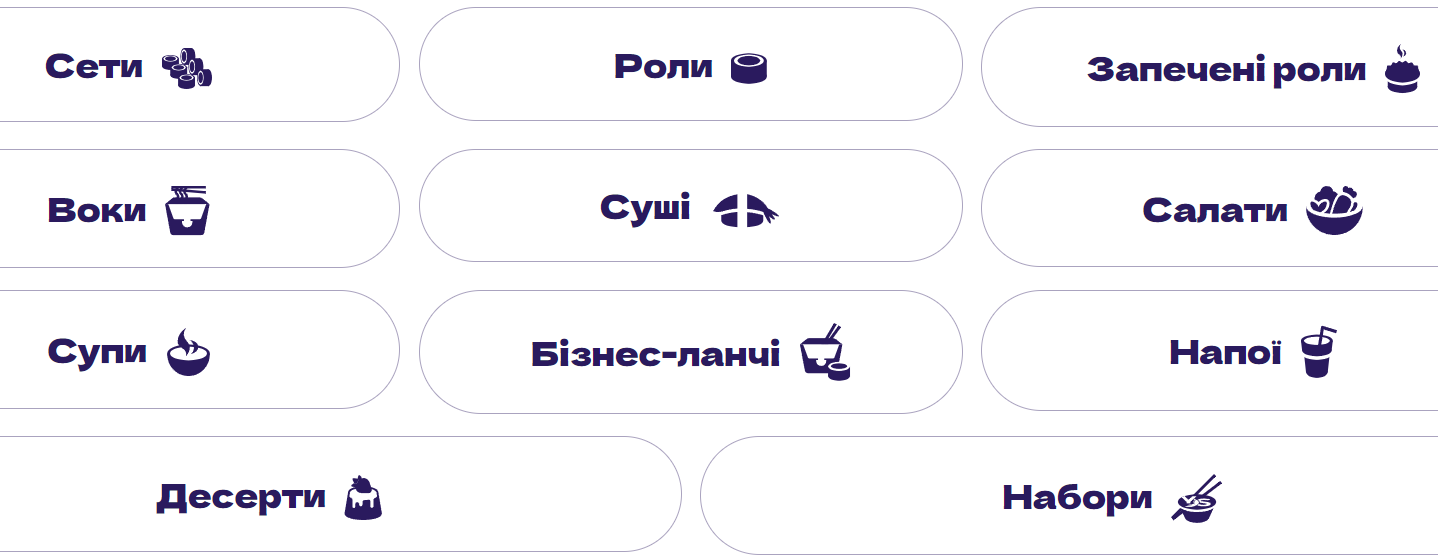 Сети
Роли
Запечені роли
Воки
Суші
Салати
Супи
Бізнес-ланчі
Напої
Десерти
Набори